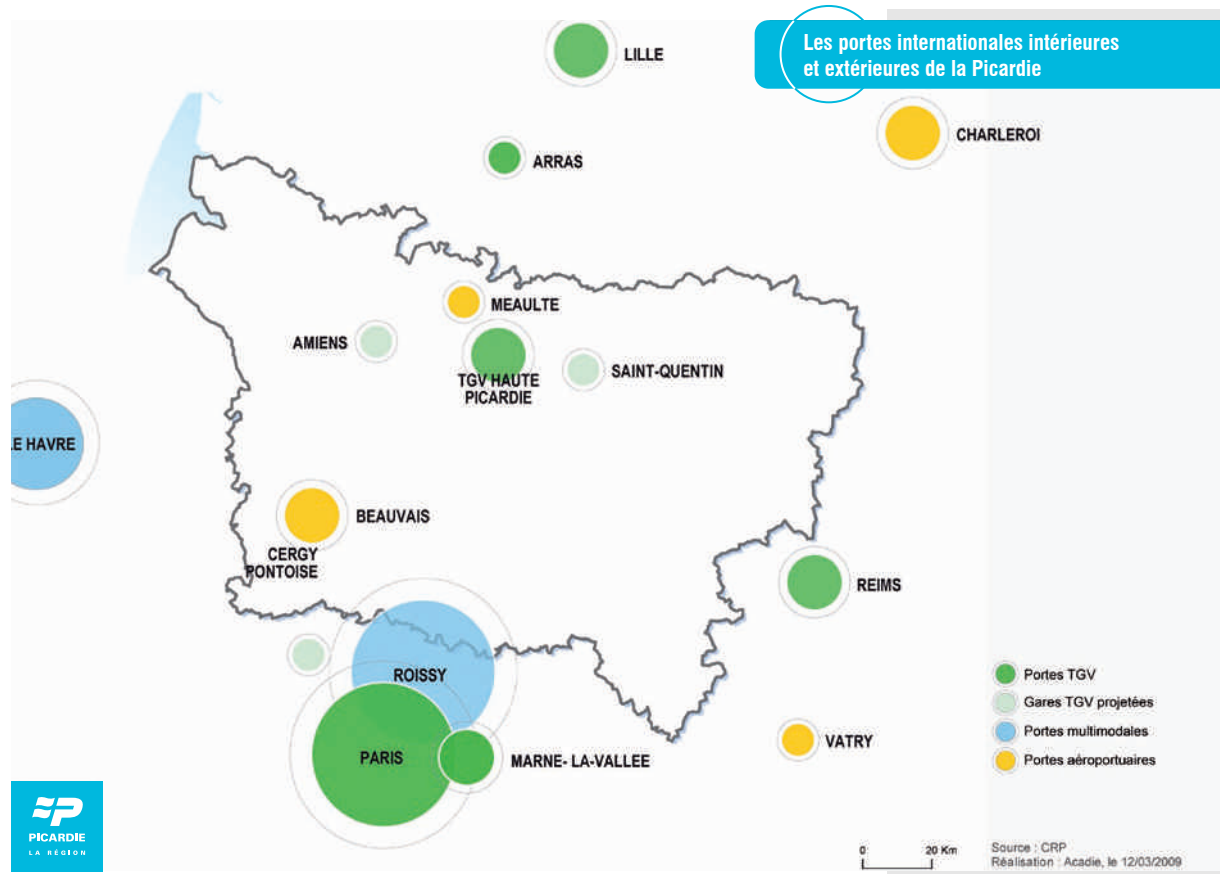 Les portes internationales intérieures
et extérieures de la Picardie
LILLE
CHARLEROI
ARRAS
MEAULTE
AMIENS
TGV HAUTE
PICARDIE
SAINT-QUENTIN
E HAVRE
BEAUVAIS
CERGY
PONTOISE
REIMS
ROISSY
PARIS
MARNE- LA-VALLEE
VATRY
Portes TGV
Gares TGV projetées
Portes multimodales
Portes aéroportuaires
PICARDIE
LA RÉGION
0 20 Km
Source : CRP
Réalisation : Acadie, le 12/03/2009